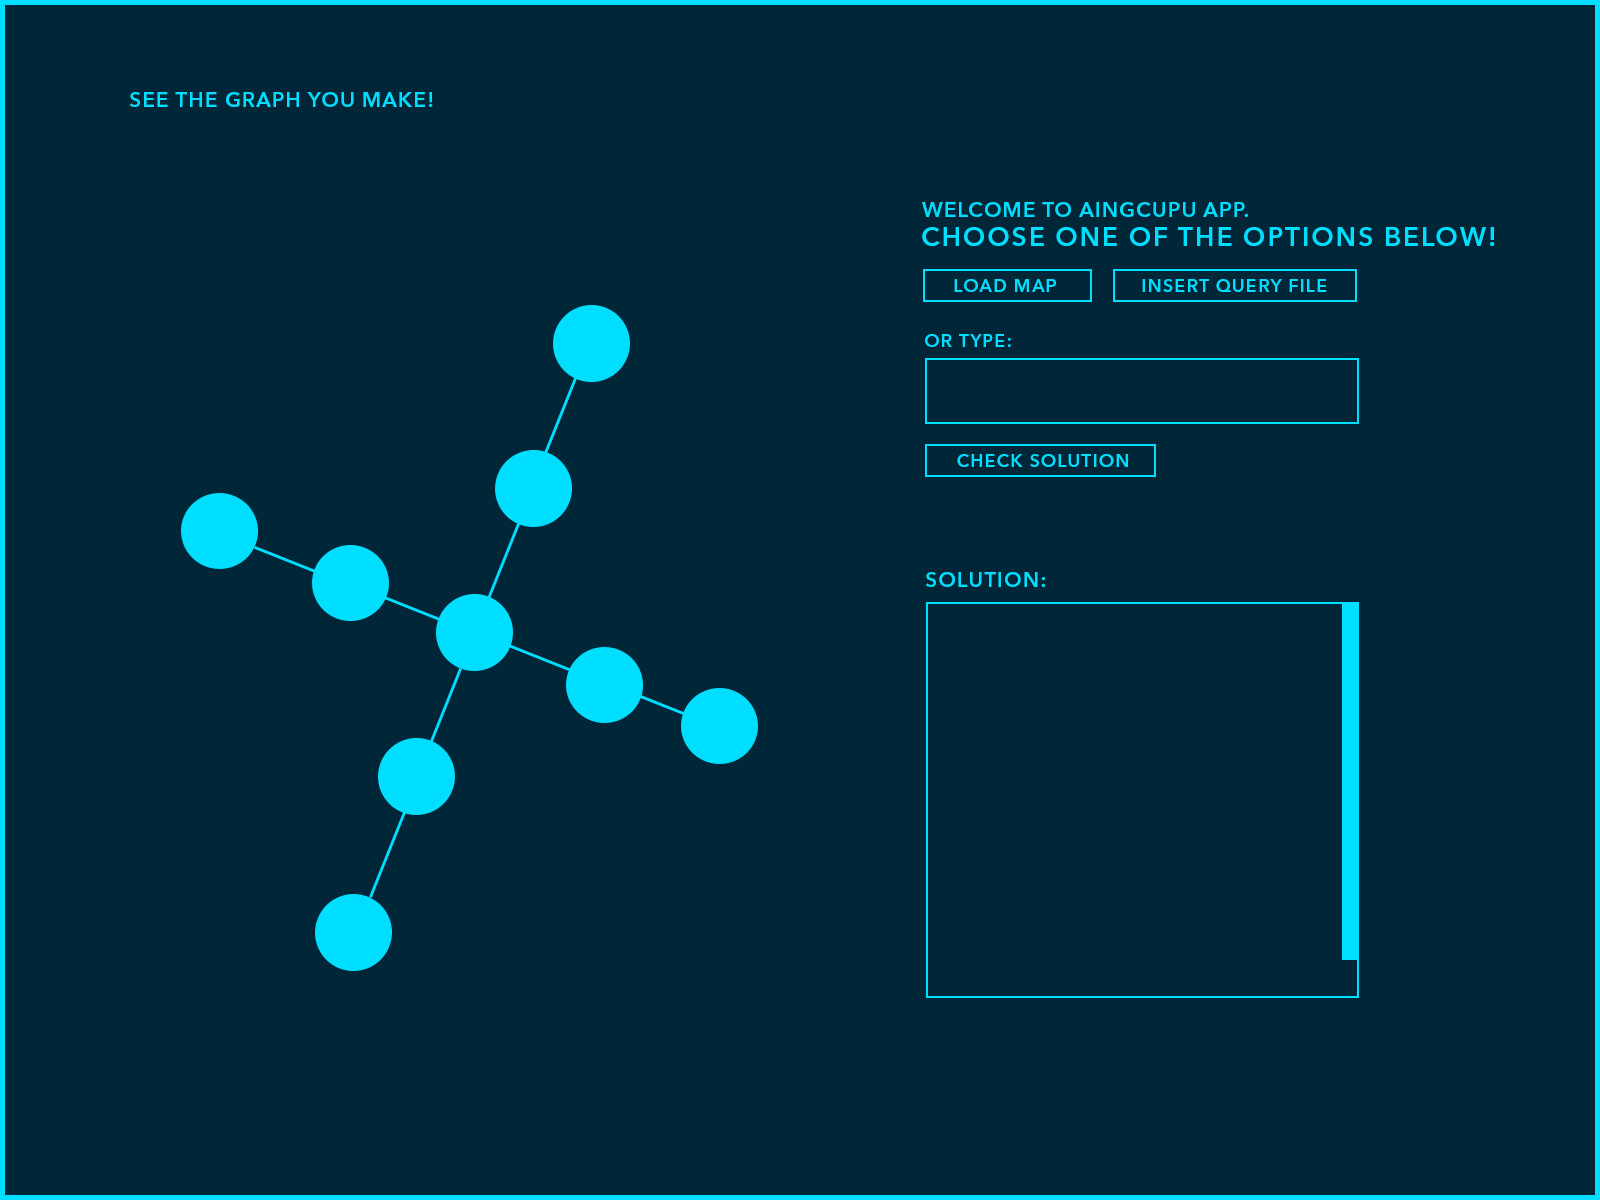 SEE THE GRAPH YOU MAKE!
WELCOME TO AINGCUPU APP.
CHOOSE ONE OF THE OPTIONS BELOW!
LOAD MAP
INSERT QUERY FILE
OR TYPE:
CHECK SOLUTION
SOLUTION: